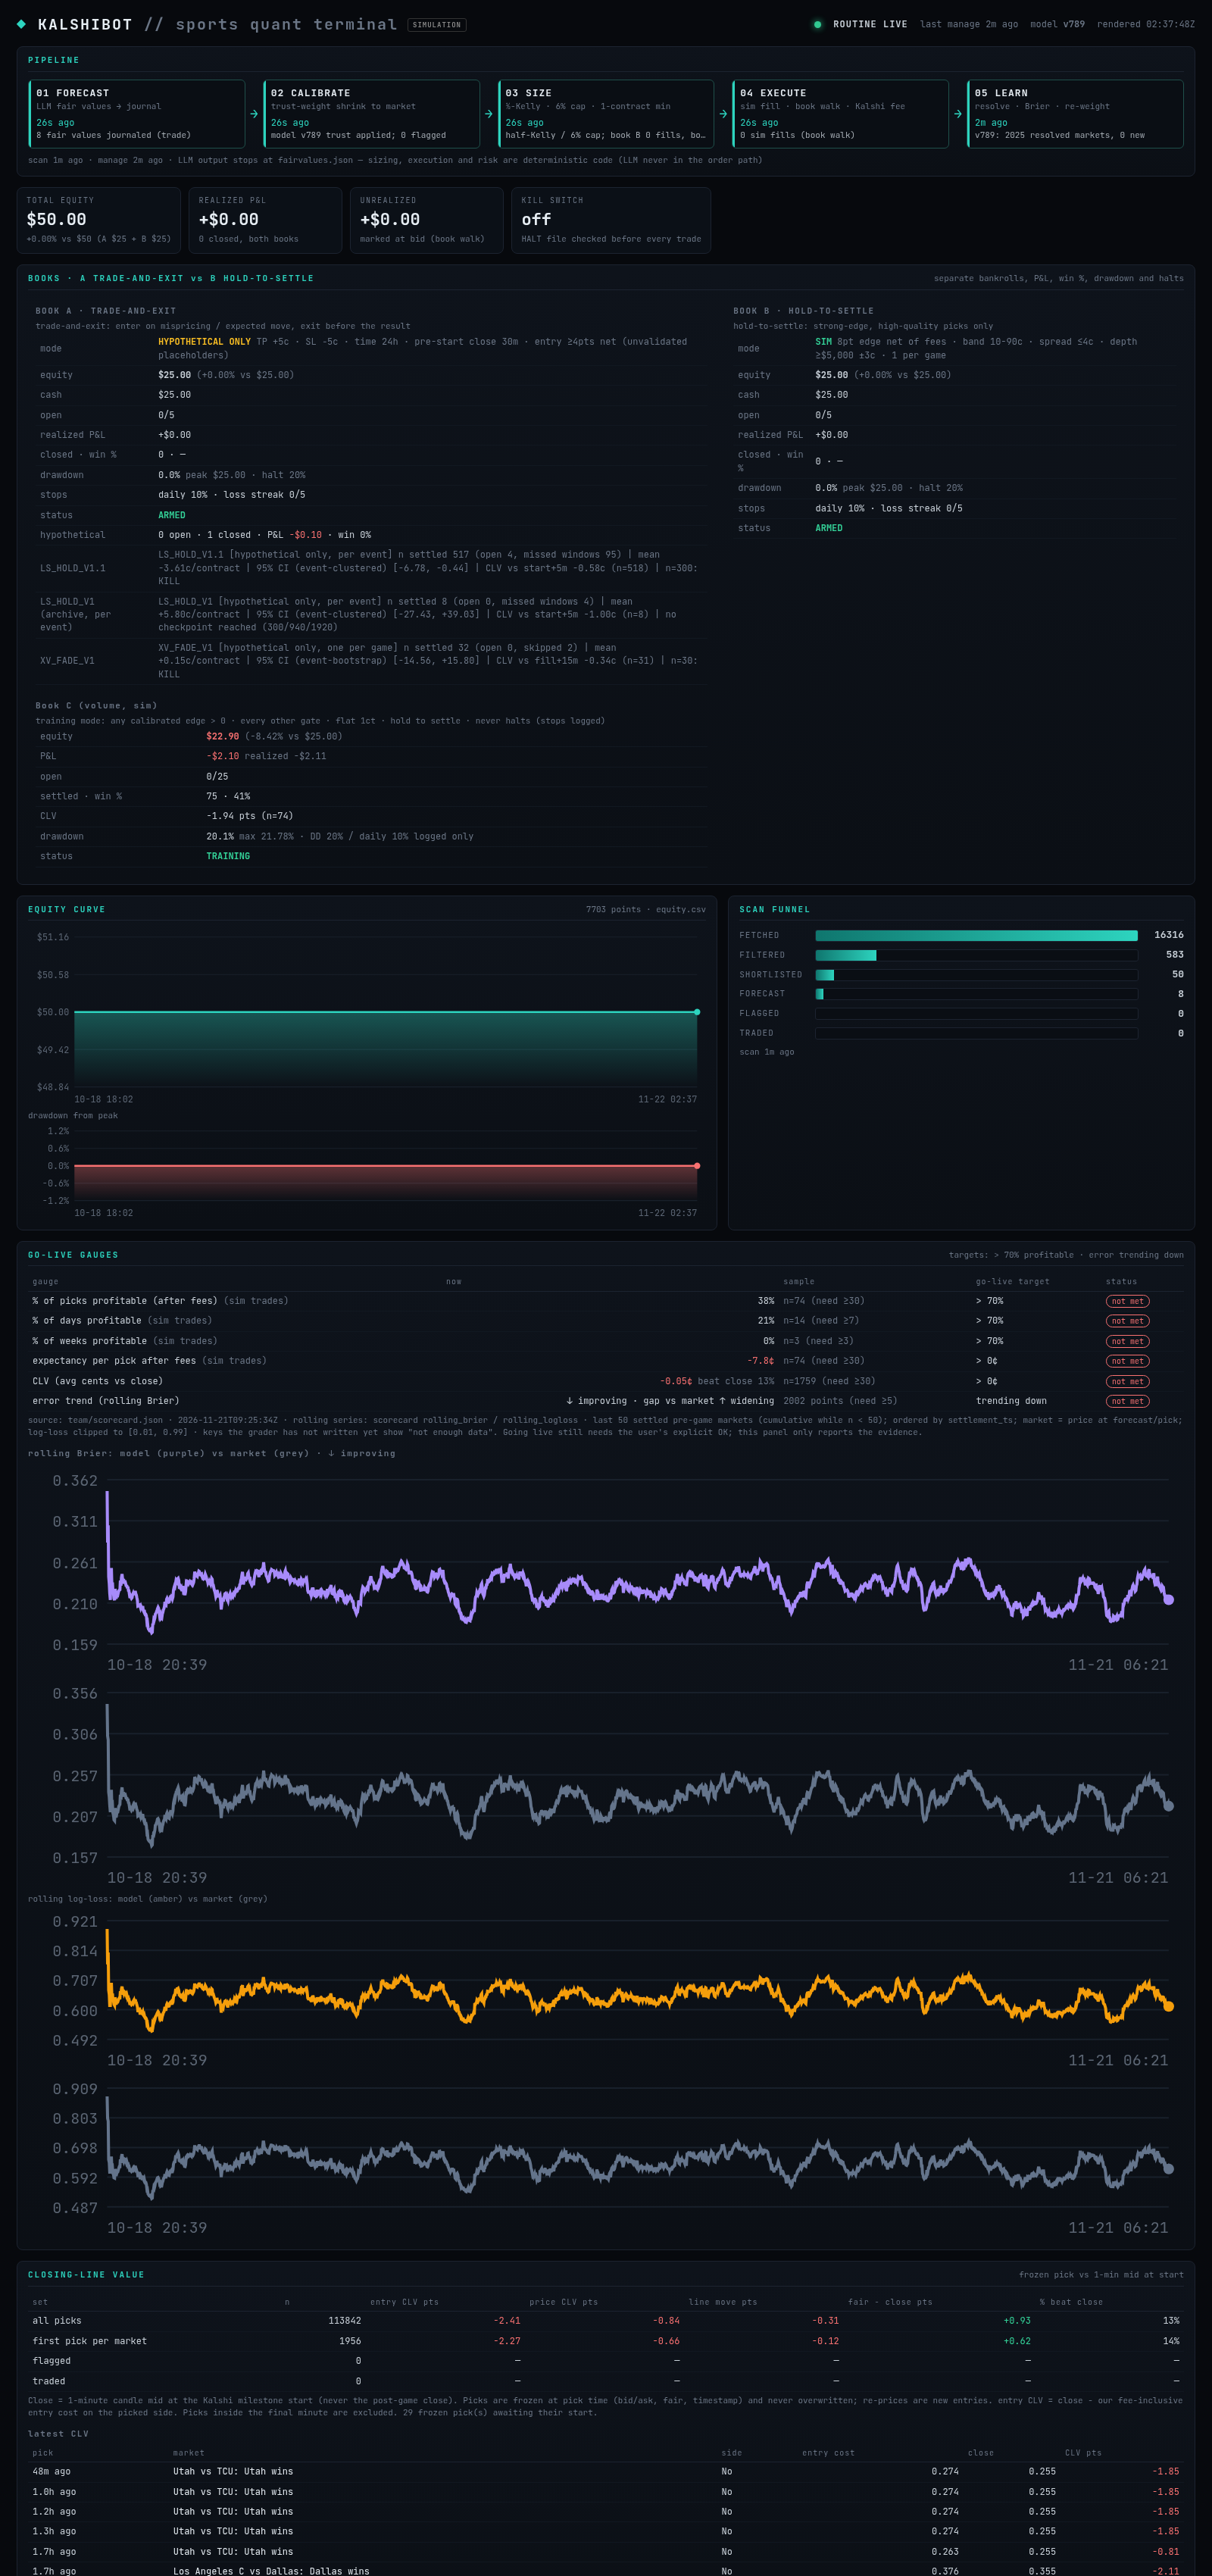 ◆ KALSHIBOT // sports quant terminal SIMULATION
ROUTINE LIVE last manage 2m ago model v789 rendered 02:37:48Z
PIPELINE
01 FORECAST
LLM fair values → journal
26s ago
8 fair values journaled (trade)
→
02 CALIBRATE
trust-weight shrink to market
26s ago
model v789 trust applied; 0 flagged
→
03 SIZE
½-Kelly · 6% cap · 1-contract min
26s ago
half-Kelly / 6% cap; book B 0 fills, bo…
→
04 EXECUTE
sim fill · book walk · Kalshi fee
26s ago
0 sim fills (book walk)
→
05 LEARN
resolve · Brier · re-weight
2m ago
v789: 2025 resolved markets, 0 new
scan 1m ago · manage 2m ago · LLM output stops at fairvalues.json — sizing, execution and risk are deterministic code (LLM never in the order path)
TOTAL EQUITY
$50.00
+0.00% vs $50 (A $25 + B $25)
REALIZED P&L
+$0.00
0 closed, both books
UNREALIZED
+$0.00
marked at bid (book walk)
KILL SWITCH
off
HALT file checked before every trade
BOOKS · A TRADE-AND-EXIT vs B HOLD-TO-SETTLE
separate bankrolls, P&L, win %, drawdown and halts
BOOK A · TRADE-AND-EXIT
trade-and-exit: enter on mispricing / expected move, exit before the result
mode HYPOTHETICAL ONLY TP +5c · SL -5c · time 24h · pre-start close 30m · entry ≥4pts net (unvalidated
placeholders)
equity $25.00 (+0.00% vs $25.00)
cash $25.00
open 0/5
realized P&L +$0.00
closed · win % 0 · —
drawdown 0.0% peak $25.00 · halt 20%
stops daily 10% · loss streak 0/5
status ARMED
hypothetical 0 open · 1 closed · P&L -$0.10 · win 0%
LS_HOLD_V1.1 LS_HOLD_V1.1 [hypothetical only, per event] n settled 517 (open 4, missed windows 95) | mean
-3.61c/contract | 95% CI (event-clustered) [-6.78, -0.44] | CLV vs start+5m -0.58c (n=518) | n=300:
KILL
LS_HOLD_V1
(archive, per
event)
LS_HOLD_V1 [hypothetical only, per event] n settled 8 (open 0, missed windows 4) | mean
+5.80c/contract | 95% CI (event-clustered) [-27.43, +39.03] | CLV vs start+5m -1.00c (n=8) | no
checkpoint reached (300/940/1920)
XV_FADE_V1 XV_FADE_V1 [hypothetical only, one per game] n settled 32 (open 0, skipped 2) | mean
+0.15c/contract | 95% CI (event-bootstrap) [-14.56, +15.80] | CLV vs fill+15m -0.34c (n=31) | n=30:
KILL
BOOK B · HOLD-TO-SETTLE
hold-to-settle: strong-edge, high-quality picks only
mode SIM 8pt edge net of fees · band 10-90c · spread ≤4c · depth
≥$5,000 ±3c · 1 per game
equity $25.00 (+0.00% vs $25.00)
cash $25.00
open 0/5
realized P&L +$0.00
closed · win
% 0 · —
drawdown 0.0% peak $25.00 · halt 20%
stops daily 10% · loss streak 0/5
status ARMED
Book C (volume, sim)
training mode: any calibrated edge > 0 · every other gate · flat 1ct · hold to settle · never halts (stops logged)
equity $22.90 (-8.42% vs $25.00)
P&L -$2.10 realized -$2.11
open 0/25
settled · win % 75 · 41%
CLV -1.94 pts (n=74)
drawdown 20.1% max 21.78% · DD 20% / daily 10% logged only
status TRAINING
EQUITY CURVE
7703 points · equity.csv
$51.16
$50.58
$50.00
$49.42
$48.84
10-18 18:02 11-22 02:37
drawdown from peak
1.2%
0.6%
0.0%
-0.6%
-1.2%
10-18 18:02 11-22 02:37
SCAN FUNNEL
FETCHED 16316
FILTERED 583
SHORTLISTED 50
FORECAST 8
FLAGGED 0
TRADED 0
scan 1m ago
GO-LIVE GAUGES
targets: > 70% profitable · error trending down
gauge now sample go-live target status
% of picks profitable (after fees) (sim trades) 38% n=74 (need ≥30) > 70% not met
% of days profitable (sim trades) 21% n=14 (need ≥7) > 70% not met
% of weeks profitable (sim trades) 0% n=3 (need ≥3) > 70% not met
expectancy per pick after fees (sim trades) -7.8¢ n=74 (need ≥30) > 0¢ not met
CLV (avg cents vs close) -0.05¢ beat close 13% n=1759 (need ≥30) > 0¢ not met
error trend (rolling Brier) ↓ improving · gap vs market ↑ widening 2002 points (need ≥5) trending down not met
source: team/scorecard.json · 2026-11-21T09:25:34Z · rolling series: scorecard rolling_brier / rolling_logloss · last 50 settled pre-game markets (cumulative while n < 50); ordered by settlement_ts; market = price at forecast/pick;
log-loss clipped to [0.01, 0.99] · keys the grader has not written yet show "not enough data". Going live still needs the user's explicit OK; this panel only reports the evidence.
rolling Brier: model (purple) vs market (grey) · ↓ improving
0.362
0.311
0.261
0.210
0.159
10-18 20:39 11-21 06:21
0.356
0.306
0.257
0.207
0.157
10-18 20:39 11-21 06:21
rolling log-loss: model (amber) vs market (grey)
0.921
0.814
0.707
0.600
0.492
10-18 20:39 11-21 06:21
0.909
0.803
0.698
0.592
0.487
10-18 20:39 11-21 06:21
CLOSING-LINE VALUE
frozen pick vs 1-min mid at start
set n entry CLV pts price CLV pts line move pts fair - close pts % beat close
all picks 113842 -2.41 -0.84 -0.31 +0.93 13%
first pick per market 1956 -2.27 -0.66 -0.12 +0.62 14%
flagged 0 — — — — —
traded 0 — — — — —
Close = 1-minute candle mid at the Kalshi milestone start (never the post-game close). Picks are frozen at pick time (bid/ask, fair, timestamp) and never overwritten; re-prices are new entries. entry CLV = close - our fee-inclusive
entry cost on the picked side. Picks inside the final minute are excluded. 29 frozen pick(s) awaiting their start.
latest CLV
pick market side entry cost close CLV pts
48m ago Utah vs TCU: Utah wins No 0.274 0.255 -1.85
1.0h ago Utah vs TCU: Utah wins No 0.274 0.255 -1.85
1.2h ago Utah vs TCU: Utah wins No 0.274 0.255 -1.85
1.3h ago Utah vs TCU: Utah wins No 0.274 0.255 -1.85
1.7h ago Utah vs TCU: Utah wins No 0.263 0.255 -0.81
1.7h ago Los Angeles C vs Dallas: Dallas wins No 0.376 0.355 -2.11